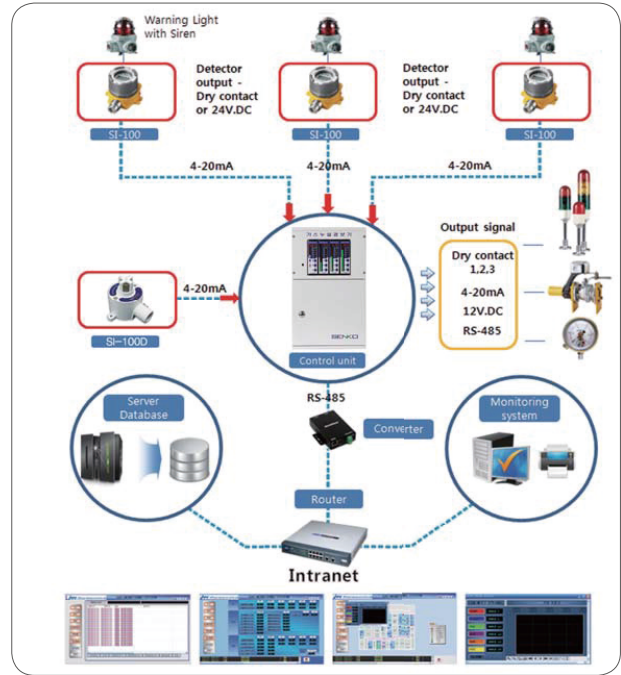 Warning Light
with Siren
Detector
output -
Dry contact
or 24V.DC
Detector
output -
Dry contact
or 24V.DC
SI-100
SI-100
SI-100
4-20mA
4-20mA
4-20mA
Output signal
Dry contact
1,2,3
4-20mA
12V.DC
RS-485
4-20mA
SI-100D
SENKO
Control unit
Server
Database
RS-485
Converter
Monitoring
system
Router
Intranet